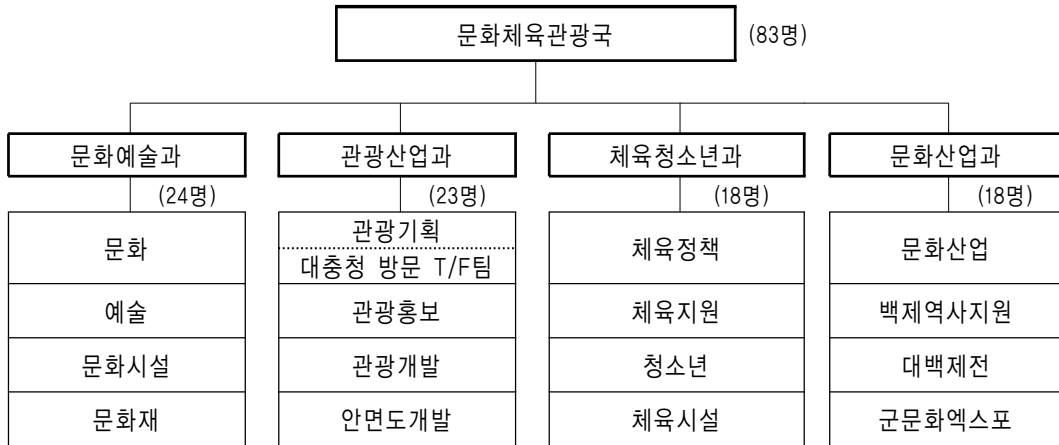 문화체육관광국 (83명)
문화예술과 관광산업과 체육청소년과 문화산업과
(24명) (23명) (18명) (18명)
문화 관광기획 체육정책 문화산업
대충청 방문 T/F팀
예술 관광홍보 체육지원 백제역사지원
문화시설 관광개발 청소년 대백제전
문화재 안면도개발 체육시설 군문화엑스포